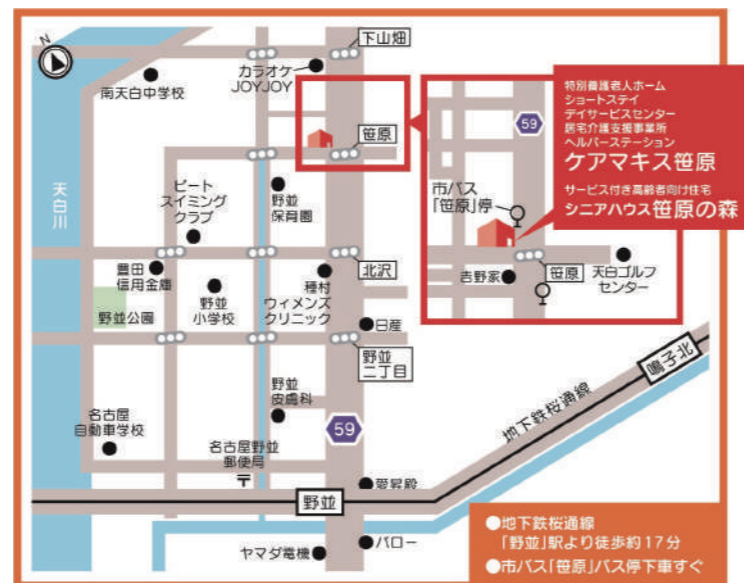 N
下山畑
カラオケ
JOYJOY
南天白中学校
笹原
天白川
ビート
スイミング
クラブ
野並
保育園
豊田
信用金庫
野並
小学校
種村
ウィメンズ
クリニック
北沢
野並公園
日産
野並
二丁目
野並
皮膚科
名古屋
自動車学校
59
名古屋野並
郵便局
〒
愛昇殿
野並
ヤマダ電機
バロー
地下鉄桜通線
鳴子北
特別養護老人ホーム
ショートステイ
デイサービスセンター
居宅介護支援事業所
ヘルパーステーション
ケアマキス笹原
サービス付き高齢者向け住宅
シニアハウス笹原の森
59
市バス
「笹原」停
笹原
吉野家
天白ゴルフ
センター
●地下鉄桜通線
「野並」駅より徒歩約17分
●市バス「笹原」バス停下車すぐ